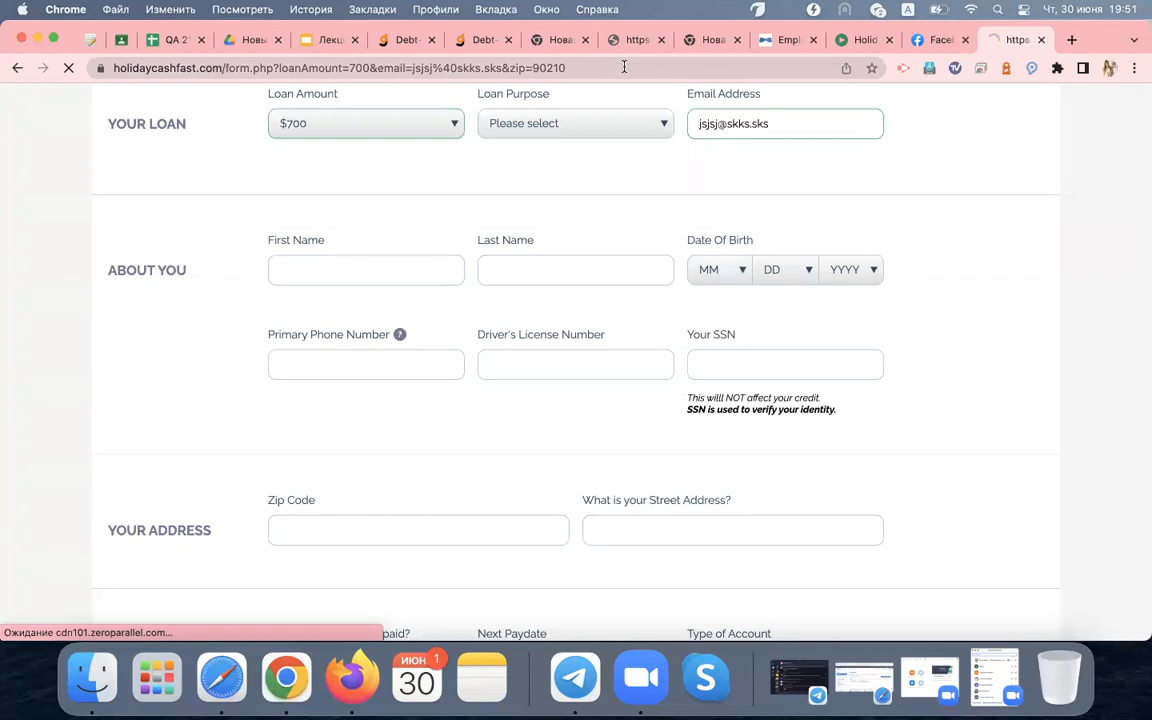 Chrome Файл Изменить Посмотреть История Закладки Профили Вкладка Окно Справка A Чт, 30 июня 19:51
QA 2 Новы Лекц Debt- Debt- Нова https Нова Empl Holid Facel https
holidaycashfast.com/form.php?loanAmount=700&email=jsjsj%40skks.sks&zip=90210
Loan Amount Loan Purpose Email Address
YOUR LOAN $700 Please select jsjsj@skks.sks
First Name Last Name Date Of Birth
ABOUT YOU MM DD YYYY
Primary Phone Number ? Driver's License Number Your SSN
This willl NOT affect your credit.
SSN is used to verify your identity.
Zip Code What is your Street Address?
YOUR ADDRESS
Ожидание cdn101.zeroparallel.com... paid? Next Paydate Type of Account
ИЮН. 1
30